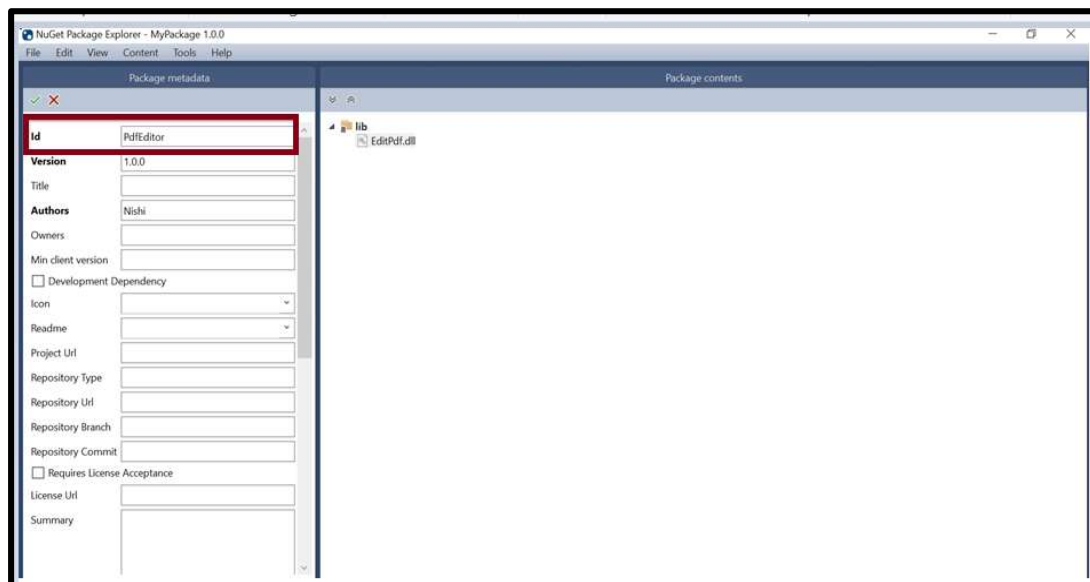 NuGet Package Explorer - MyPackage 1.0.0
File Edit View Content Tools Help
Package metadata
Package contents
Id PdfEditor
Version 1.0.0
Title
Authors Nishi
Owners
Min client version
Development Dependency
Icon
Readme
Project Url
Repository Type
Repository Url
Repository Branch
Repository Commit
Requires License Acceptance
License Url
Summary
lib
EditPdf.dll